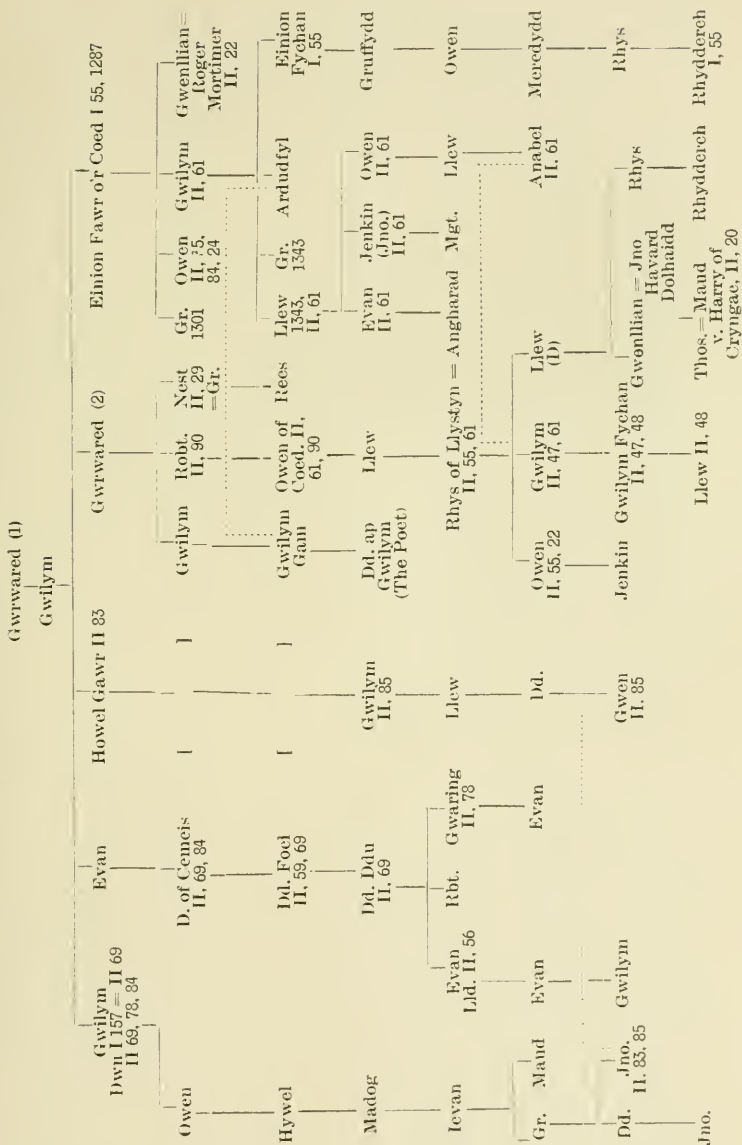 Gwrwared (1)
Gwilym
Gwilym
Dwn I 157 = II 69
II 69, 78, 84
Evan
Howel Gawr II 83
Gwrwared (2)
Einion Fawr o'r Coed I 55, 1287
Owen
D. of Cemeis
II, 69, 84
Gwilym
Robt.
II, 90
Nest
II, 29
=Gr.
Gr.
1301
Owen
II, 75,
84, 24
Gwilym
II, 61
Gwenllian =
Roger
Mortimer
II, 22
Hywel
Dd. Foel
II, 59, 69
Gwilym
Gam
Owen of
Coed. II,
61, 90
Rees
Llew
1343,
II, 61
Gr.
1343
Ardudfyl
Einion
Fychan
I, 55
Madog
Dd. Ddu
II, 69
Gwilym
II, 85
Dd. ap
Gwilym
(The Poet)
Llew
Evan
II, 61
Jenkin
(Jno.)
II, 61
Owen
II, 61
Gruffydd
Ievan
Evan
Lld. II, 56
Rbt.
Gwaring
II, 78
Llew
Rhys of Llystyn = Angharad
II, 55, 61
Mgt.
Llew
Owen
Gr.
Maud
Evan
Evan
Dd.
Owen
II, 55, 22
Gwilym
II, 47, 61
Llew
(D)
Anabel
II, 61
Meredydd
Dd.
Jno.
II. 83, 85
Gwilym
Gwen
II. 85
Jenkin
Gwilym Fychan
II, 47, 48
Gwenllian = Jno
Havard
Dolhaidd
Rhys
Rhys
Jno.
Llew II, 48
Thos. = Maud
v. Harry of
Cryngae, II, 20
Rhydderch
Rhydderch
I, 55